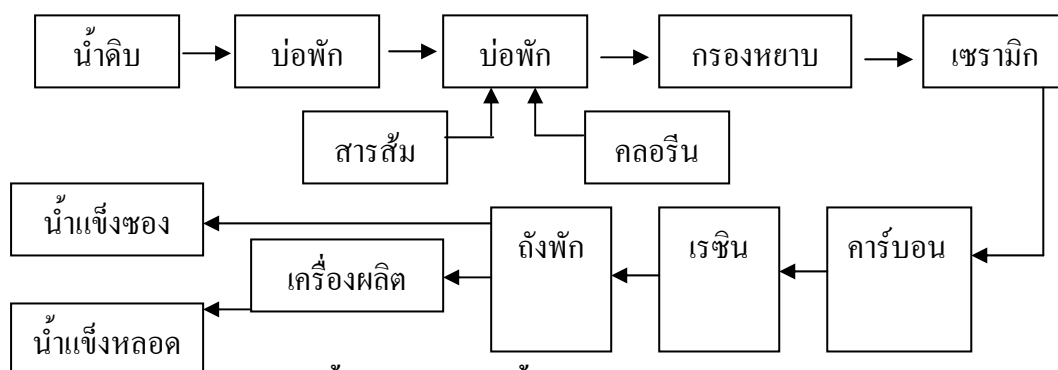 น้ำดิบ
บ่อพัก
บ่อพัก
กรองหยาบ
เซรามิก
สารส้ม
คลอรีน
น้ำแข็งซอง
ถังพัก
เรซิน
คาร์บอน
เครื่องผลิต
น้ำแข็งหลอด